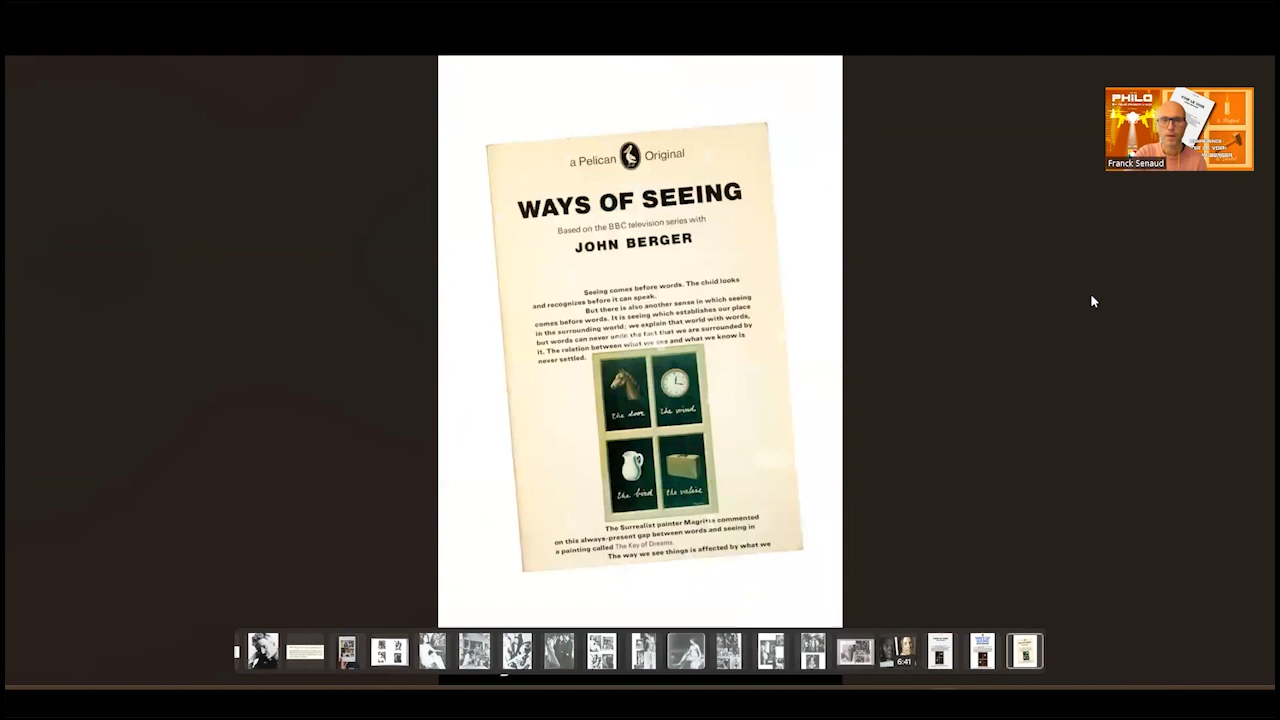 a Pelican Original
WAYS OF SEEING
Based on the BBC television series with
JOHN BERGER
Seeing comes before words. The child looks
and recognizes before it can speak.
But there is also another sense in which seeing
comes before words. It is seeing which establishes our place
in the surrounding world; we explain that world with words,
but words can never undo the fact that we are surrounded by
it. The relation between what we see and what we know is
never settled.
the door
the wind
the bird
the valise
The Surrealist painter Magritte commented
on this always-present gap between words and seeing in
a painting called The Key of Dreams.
The way we see things is affected by what we
PHILO
Franck Senaud
6:41